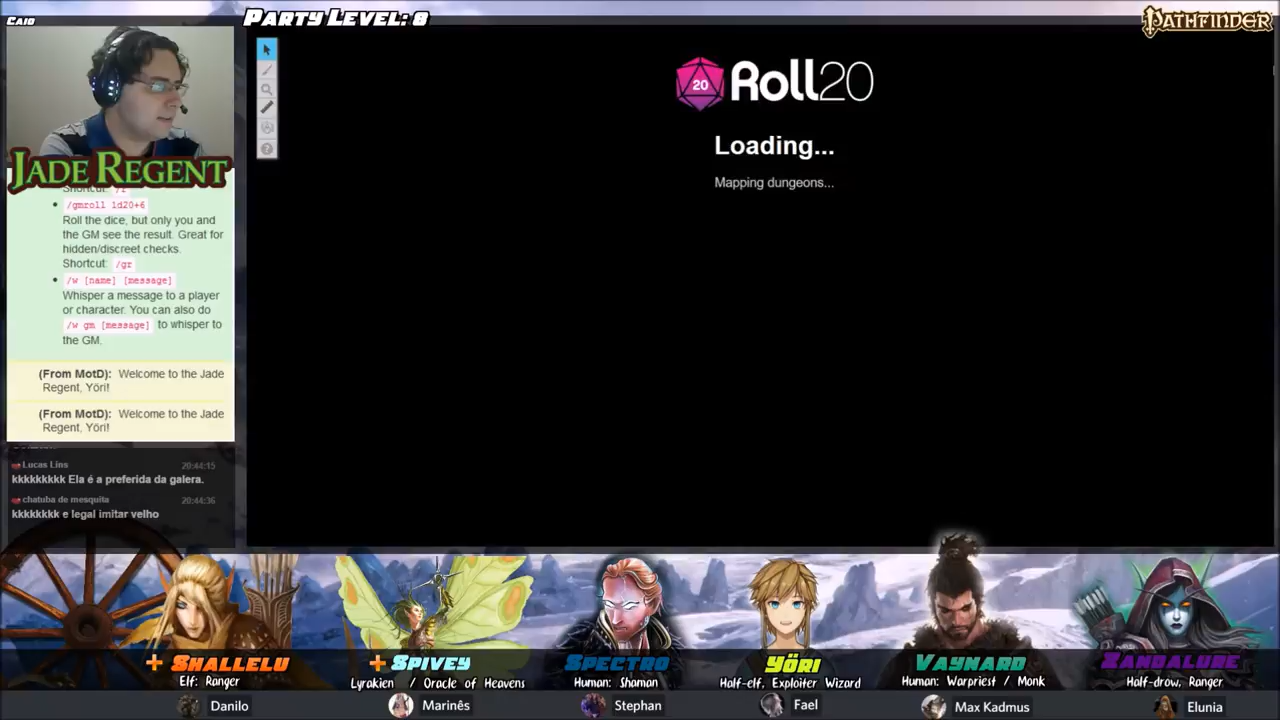 Caio
Party Level: 8
PATHFINDER
JADE REGENT
Shortcut: /r
/gmroll 1d20+6
Roll the dice, but only you and
the GM see the result. Great for
hidden/discreet checks.
Shortcut: /gr
/w [name] [message]
Whisper a message to a player
or character. You can also do
/w gm [message] to whisper to
the GM.
(From MotD): Welcome to the Jade
Regent, Yöri!
(From MotD): Welcome to the Jade
Regent, Yöri!
Lucas Lins 20:44:15
kkkkkkkkk Ela é a preferida da galera.
chatuba de mesquita 20:44:36
kkkkkkkk e legal imitar velho
20 Roll20
Loading...
Mapping dungeons...
+ Shallelu
Elf: Ranger
Danilo
+ Spivey
Lyrakien / Oracle of Heavens
Marinês
Spectro
Human: Shaman
Stephan
Yöri
Half-elf, Exploiter Wizard
Fael
Vaynard
Human: Warpriest / Monk
Max Kadmus
Zandalure
Half-drow, Ranger
Elunia